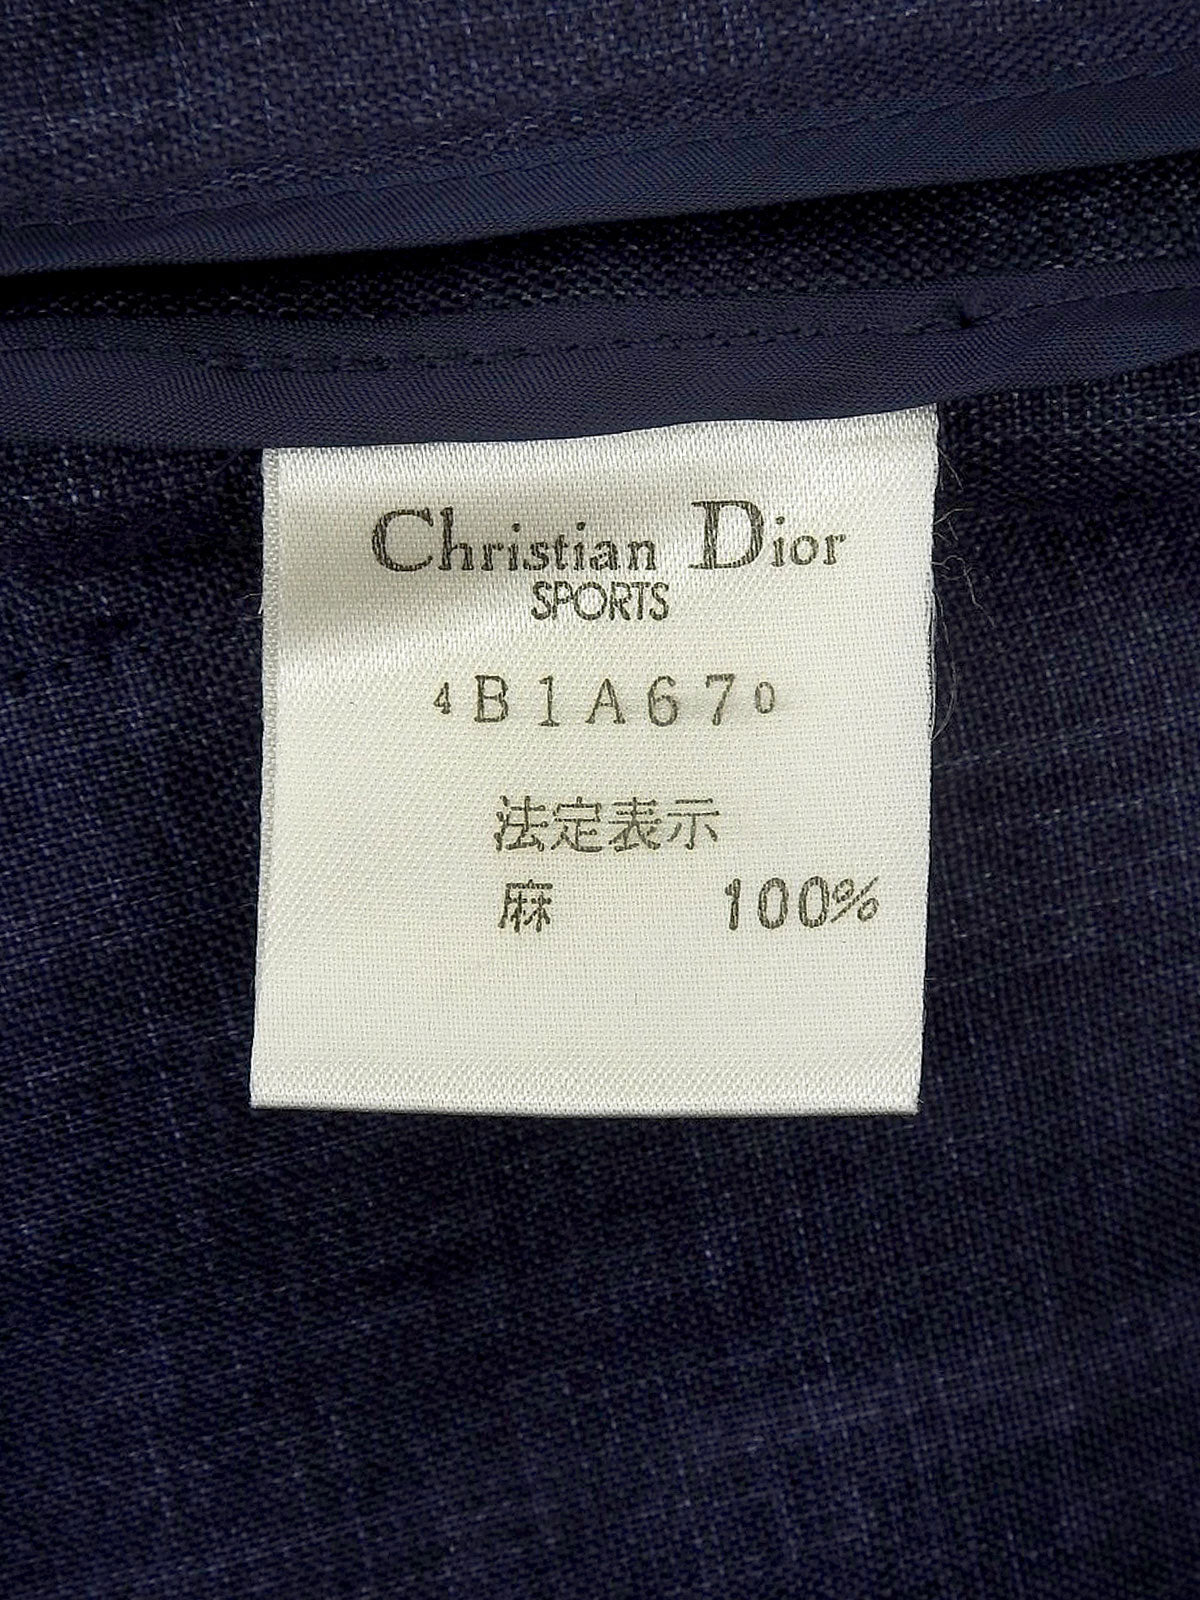 Christian Dior
SPORTS
4B1A670
法定表示
麻 100%